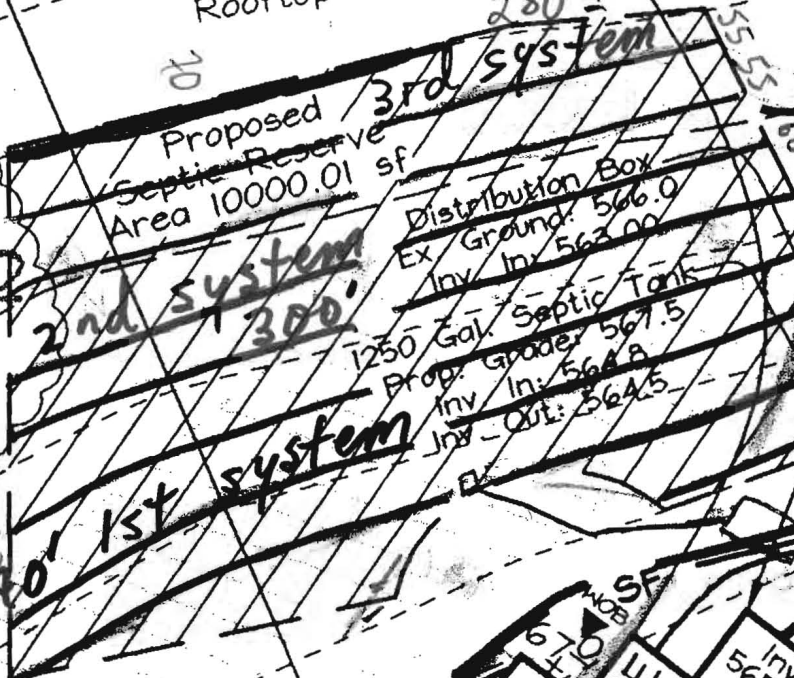 Rooftop
280
70
55 55
3rd system
Proposed
Septic Reserve
Area 10000.01 sf
Distribution Box
Ex Ground: 566.0
Inv In: 563.00
2nd system
300'
1250 Gal. Septic Tank
Prop. Grade: 567.5
Inv In: 564.8
Inv Out: 564.5
1st system
SF
WOB
670
Inv